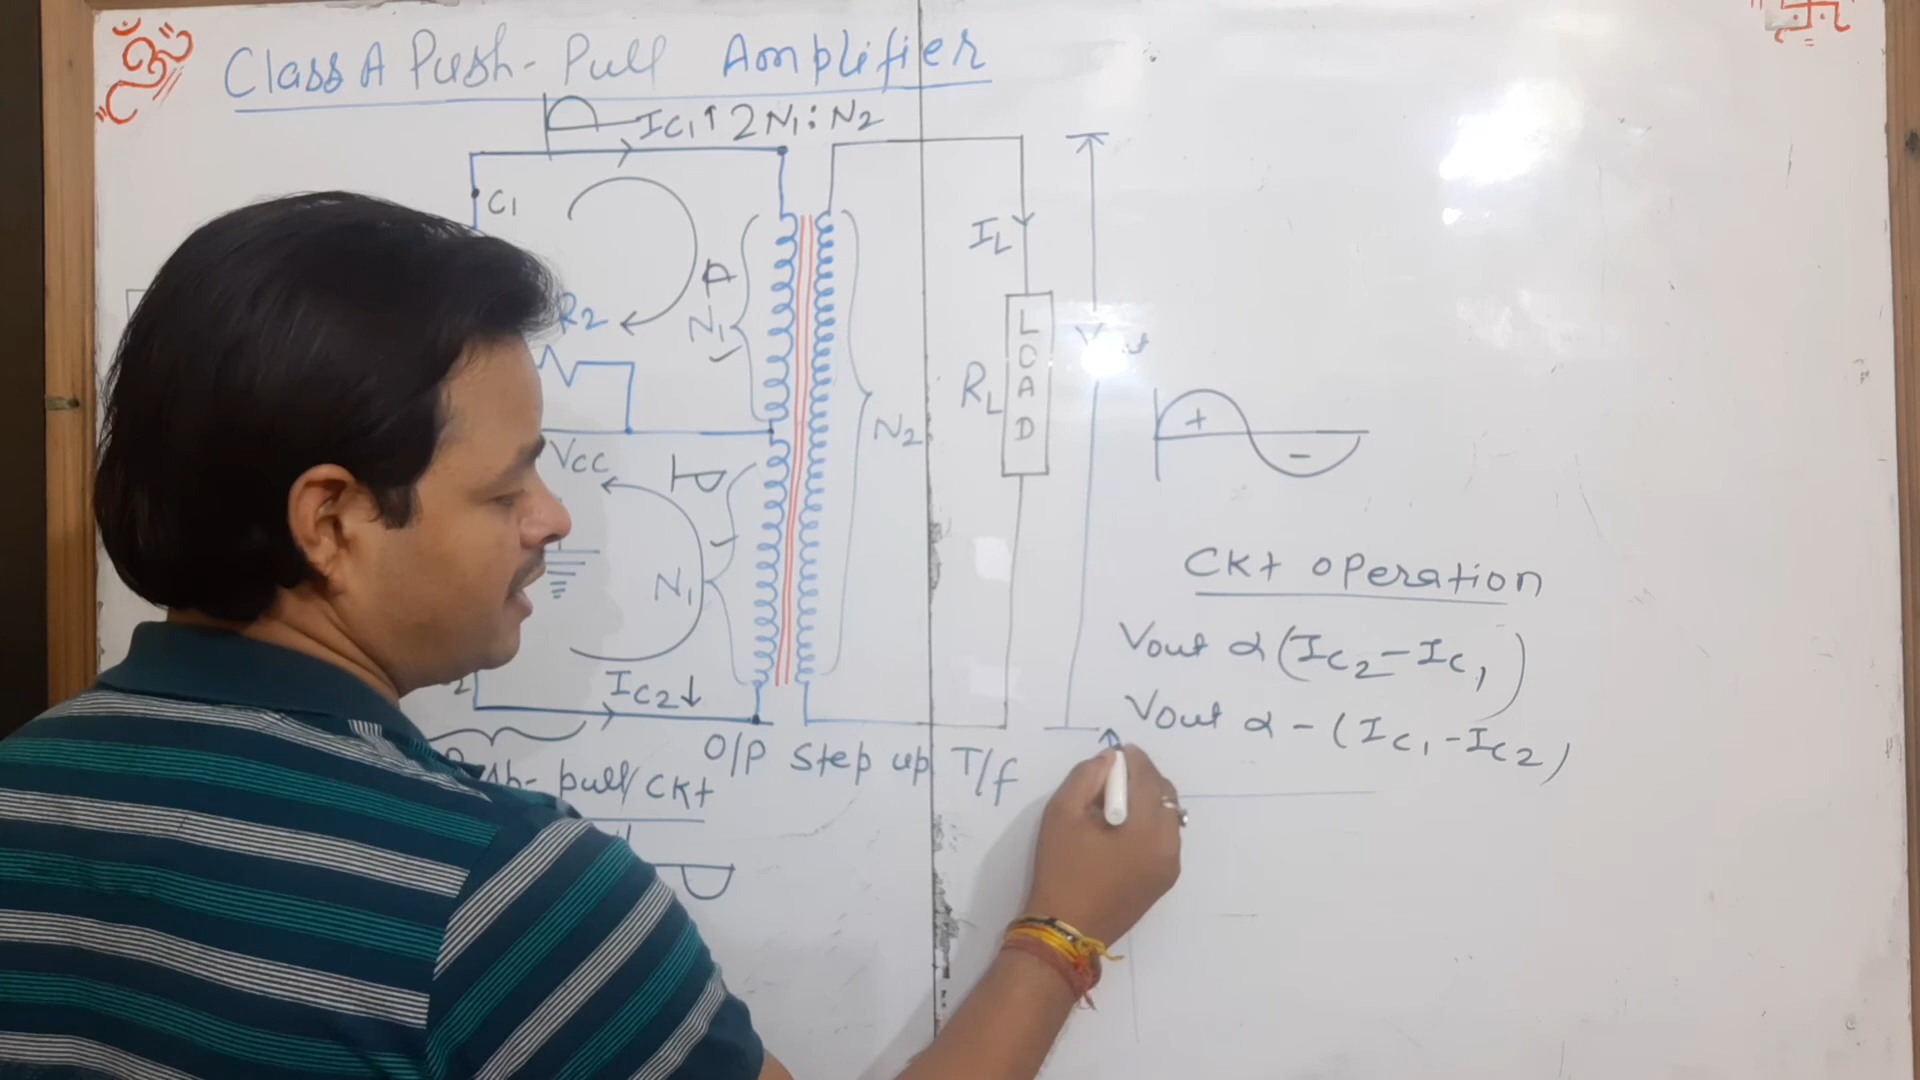 ॐ
Class A Push-Pull Amplifier
IC1↑ 2N1:N2
C1
IL
R2
N1
LOAD
RL
N2
VCC
+
-
N1
CKt operation
IC2↓
2
Vout α (IC2-IC1)
Vout α -(IC1-IC2)
O/P Step up T/f
pull CKt